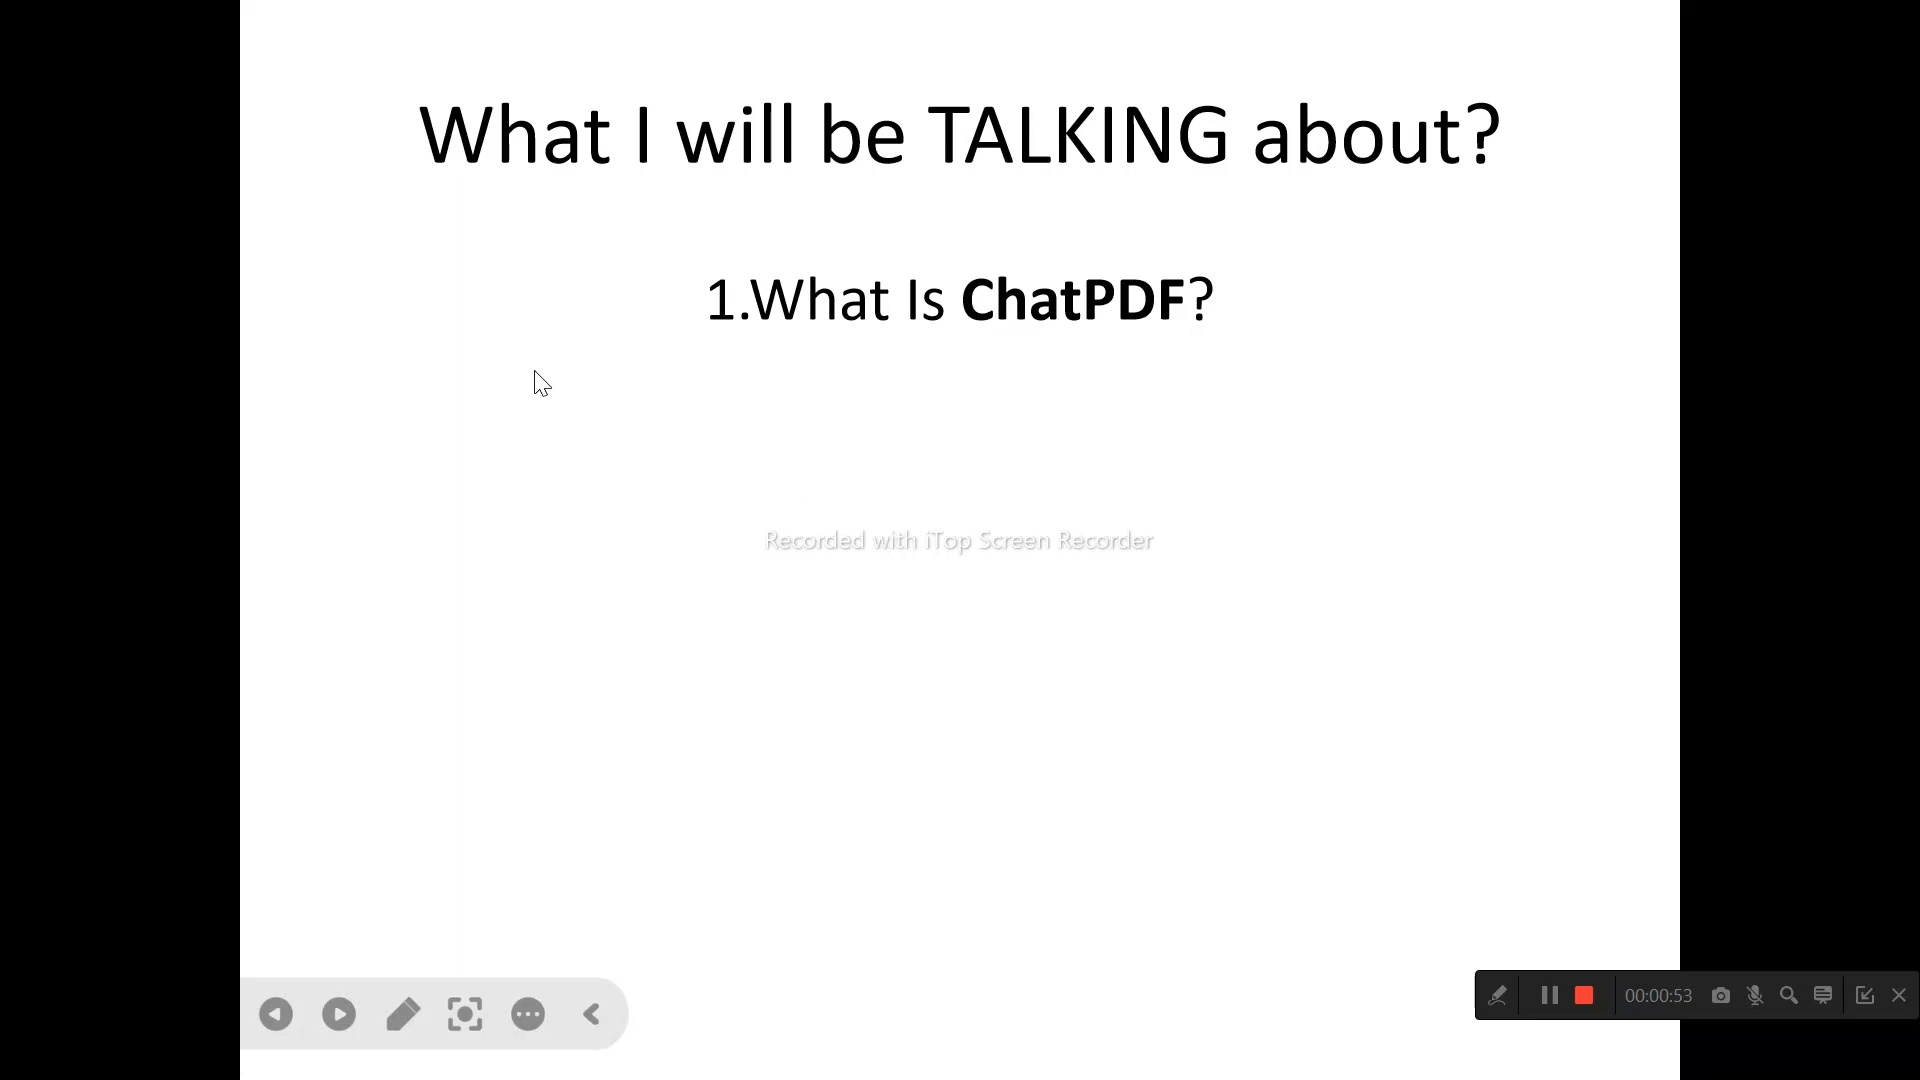 What I will be TALKING about?
1.What Is ChatPDF?
Recorded with iTop Screen Recorder
00:00:53